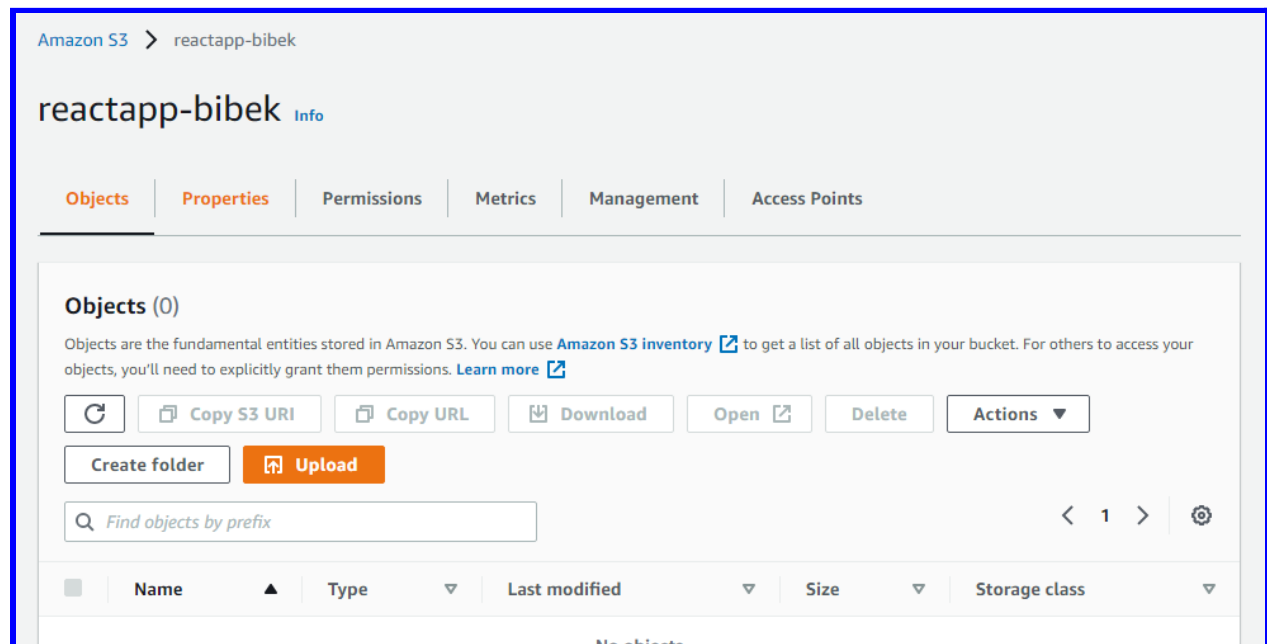 Amazon S3 > reactapp-bibek
reactapp-bibek Info
Objects Properties Permissions Metrics Management Access Points
Objects (0)
Objects are the fundamental entities stored in Amazon S3. You can use Amazon S3 inventory to get a list of all objects in your bucket. For others to access your
objects, you'll need to explicitly grant them permissions. Learn more
Copy S3 URI Copy URL Download Open Delete Actions
Create folder Upload
Find objects by prefix
< 1 >
Name Type Last modified Size Storage class
No objects